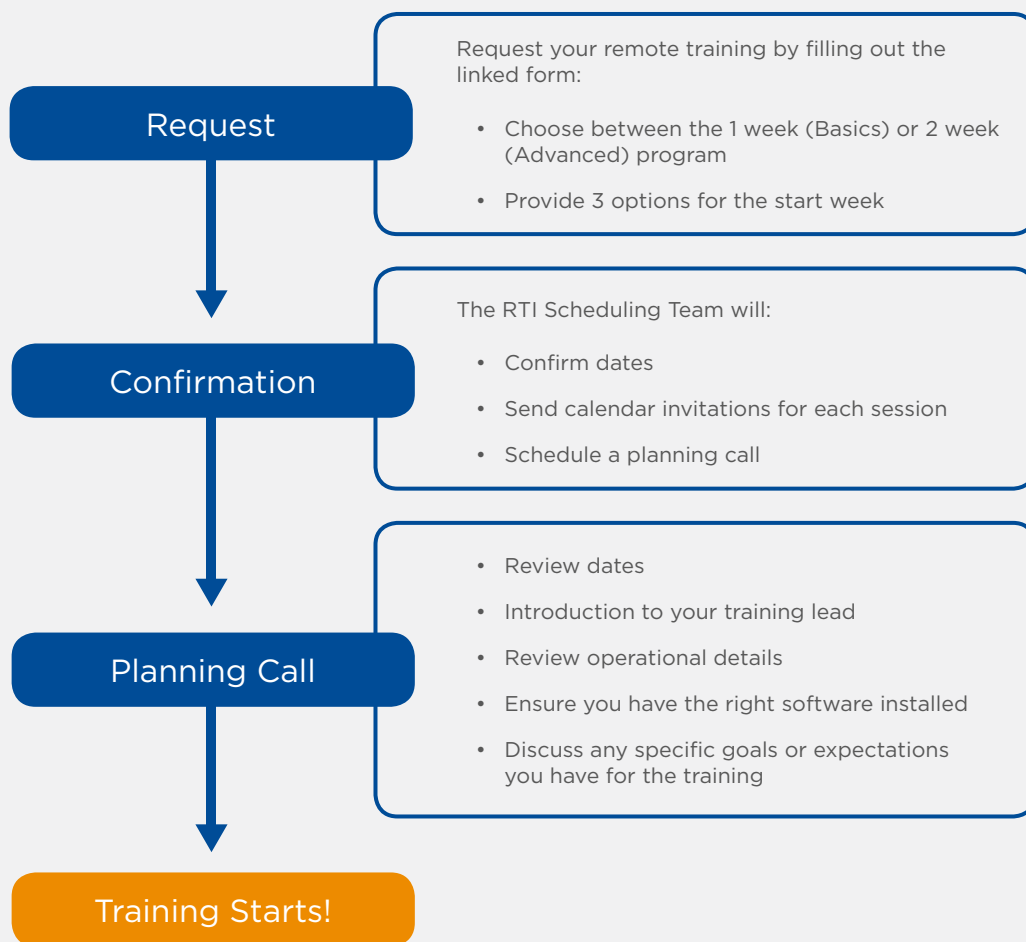 Request
Request your remote training by filling out the
linked form:
• Choose between the 1 week (Basics) or 2 week
(Advanced) program
• Provide 3 options for the start week
Confirmation
The RTI Scheduling Team will:
• Confirm dates
• Send calendar invitations for each session
• Schedule a planning call
Planning Call
• Review dates
• Introduction to your training lead
• Review operational details
• Ensure you have the right software installed
• Discuss any specific goals or expectations
you have for the training
Training Starts!